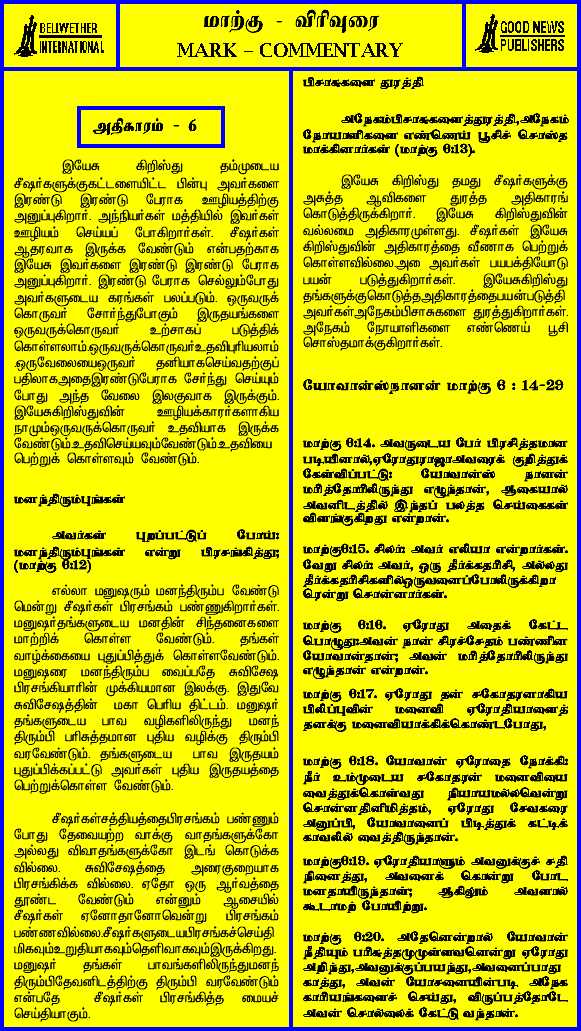 BELLWETHER
INTERNATIONAL
மாற்கு - விரிவுரை
MARK – COMMENTARY
GOOD NEWS
PUBLISHERS
அதிகாரம் - 6
இயேசு கிறிஸ்து தம்முடைய
சீஷர்களுக்குகட்டளையிட்ட பின்பு அவர்களை
இரண்டு இரண்டு பேராக ஊழியத்திற்கு
அனுப்புகிறார். அந்நியர்கள் மத்தியில் இவர்கள்
ஊழியம் செய்யப் போகிறார்கள். சீஷர்கள்
ஆதரவாக இருக்க வேண்டும் என்பதற்காக
இயேசு இவர்களை இரண்டு இரண்டு பேராக
அனுப்புகிறார். இரண்டு பேராக செல்லும்போது
அவர்களுடைய கரங்கள் பலப்படும். ஒருவருக்
கொருவர் சோர்ந்துபோகும் இருதயங்களை
ஒருவருக்கொருவர் உற்சாகப் படுத்திக்
கொள்ளலாம்.ஒருவருக்கொருவர்உதவிபுரியலாம்
.ஒருவேலையைஒருவர் தனியாகசெய்வதற்குப்
பதிலாகஅதைஇரண்டுபேராக சேர்ந்து செய்யும்
போது அந்த வேலை இலகுவாக இருக்கும்.
இயேசுகிறிஸ்துவின் ஊழியக்காரர்களாகிய
நாமும்ஒருவருக்கொருவர் உதவியாக இருக்க
வேண்டும்.உதவிசெய்யவும்வேண்டும்.உதவியை
பெற்றுக் கொள்ளவும் வேண்டும்.
மனந்திரும்புங்கள்
அவர்கள் புறப்பட்டுப் போய்:
மனந்திரும்புங்கள் என்று பிரசங்கித்து;
(மாற்கு 6:12)
எல்லா மனுஷரும் மனந்திரும்ப வேண்டு
மென்று சீஷர்கள் பிரசங்கம் பண்ணுகிறார்கள்.
மனுஷர்தங்களுடைய மனதின் சிந்தனைகளை
மாற்றிக் கொள்ள வேண்டும். தங்கள்
வாழ்க்கையை புதுப்பித்துக் கொள்ளவேண்டும்.
மனுஷரை மனந்திரும்ப வைப்பதே சுவிசேஷ
பிரசங்கியாரின் முக்கியமான இலக்கு. இதுவே
சுவிசேஷத்தின் மகா பெரிய திட்டம். மனுஷர்
தங்களுடைய பாவ வழிகளிலிருந்து மனந்
திரும்பி பரிசுத்தமான புதிய வழிக்கு திரும்பி
வரவேண்டும். தங்களுடைய பாவ இருதயம்
புதுப்பிக்கப்பட்டு அவர்கள் புதிய இருதயத்தை
பெற்றுக்கொள்ள வேண்டும்.
சீஷர்கள்சத்தியத்தைபிரசங்கம் பண்ணும்
போது தேவையற்ற வாக்கு வாதங்களுக்கோ
அல்லது விவாதங்களுக்கோ இடங் கொடுக்க
வில்லை. சுவிசேஷத்தை அரைகுறையாக
பிரசங்கிக்க வில்லை. ஏதோ ஒரு ஆர்வத்தை
தூண்ட வேண்டும் என்னும் ஆசையில்
சீஷர்கள் ஏனோதானோவென்று பிரசங்கம்
பண்ணவில்லை.சீஷர்களுடையபிரசங்கச்செய்தி
மிகவும்உறுதியாகவும்தெளிவாகவும்இருக்கிறது.
மனுஷர் தங்கள் பாவங்களிலிருந்துமனந்
திரும்பிதேவனிடத்திற்கு திரும்பி வரவேண்டும்
என்பதே சீஷர்கள் பிரசங்கித்த மையச்
செய்தியாகும்.
பிசாசுகளை துரத்தி
அநேகம்பிசாசுகளைத்துரத்தி,அநேகம்
நோயாளிகளை எண்ணெய் பூசிச் சொஸ்த
மாக்கினார்கள் (மாற்கு 6:13).
இயேசு கிறிஸ்து தமது சீஷர்களுக்கு
அசுத்த ஆவிகளை துரத்த அதிகாரங்
கொடுத்திருக்கிறார். இயேசு கிறிஸ்துவின்
வல்லமை அதிகாரமுள்ளது. சீஷர்கள் இயேசு
கிறிஸ்துவின் அதிகாரத்தை வீணாக பெற்றுக்
கொள்ளவில்லை.அதை அவர்கள் பயபக்தியோடு
பயன் படுத்துகிறார்கள். இயேசுகிறிஸ்து
தங்களுக்குகொடுத்தஅதிகாரத்தைபயன்படுத்தி
அவர்கள்அநேகம்பிசாசுகளை துரத்துகிறார்கள்.
அநேகம் நோயாளிகளை எண்ணெய் பூசி
சொஸ்தமாக்குகிறார்கள்.
யோவான்ஸ்நானன் மாற்கு 6 : 14-29
மாற்கு 6:14. அவருடைய பேர் பிரசித்தமான
படியினால்,ஏரோதுராஜாஅவரைக் குறித்துக்
கேள்விப்பட்டு: யோவான்ஸ் நானன்
மரித்தோரிலிருந்து எழுந்தான், ஆகையால்
அவனிடத்தில் இந்தப் பலத்த செய்கைகள்
விளங்குகிறது என்றான்.
மாற்கு6:15. சிலர்: அவர் எலியா என்றார்கள்.
வேறு சிலர்: அவர், ஒரு தீர்க்கதரிசி, அல்லது
தீர்க்கதரிசிகளில்ஒருவனைப்போலிருக்கிறா
ரென்று சொன்னார்கள்.
மாற்கு 6:16. ஏரோது அதைக் கேட்ட
பொழுது:அவன் நான் சிரச்சேதம் பண்ணின
யோவான்தான்; அவன் மரித்தோரிலிருந்து
எழுந்தான் என்றான்.
மாற்கு 6:17. ஏரோது தன் சகோதரனாகிய
பிலிப்புவின் மனைவி ஏரோதியாளைத்
தனக்கு மனைவியாக்கிக்கொண்டபோது,
மாற்கு 6:18. யோவான் ஏரோதை நோக்கி:
நீர் உம்முடைய சகோதரன் மனைவியை
வைத்துக்கொள்வது நியாயமல்லவென்று
சொன்னதினிமித்தம், ஏரோது சேவகரை
அனுப்பி, யோவானைப் பிடித்துக் கட்டிக்
காவலில் வைத்திருந்தான்.
மாற்கு6:19. ஏரோதியாளும் அவனுக்குச் சதி
நினைத்து, அவனைக் கொன்று போட
மனதாயிருந்தாள்; ஆகிலும் அவளால்
கூடாமற் போயிற்று.
மாற்கு 6:20. அதேனென்றால் யோவான்
நீதியும் பரிசுத்தமுமுள்ளவனென்று ஏரோது
அறிந்து,அவனுக்குப்பயந்து,அவனைப்பாது
காத்து, அவன் யோசனையின்படி அநேக
காரியங்களைச் செய்து, விருப்பத்தோடே
அவன் சொல்லைக் கேட்டு வந்தான்.